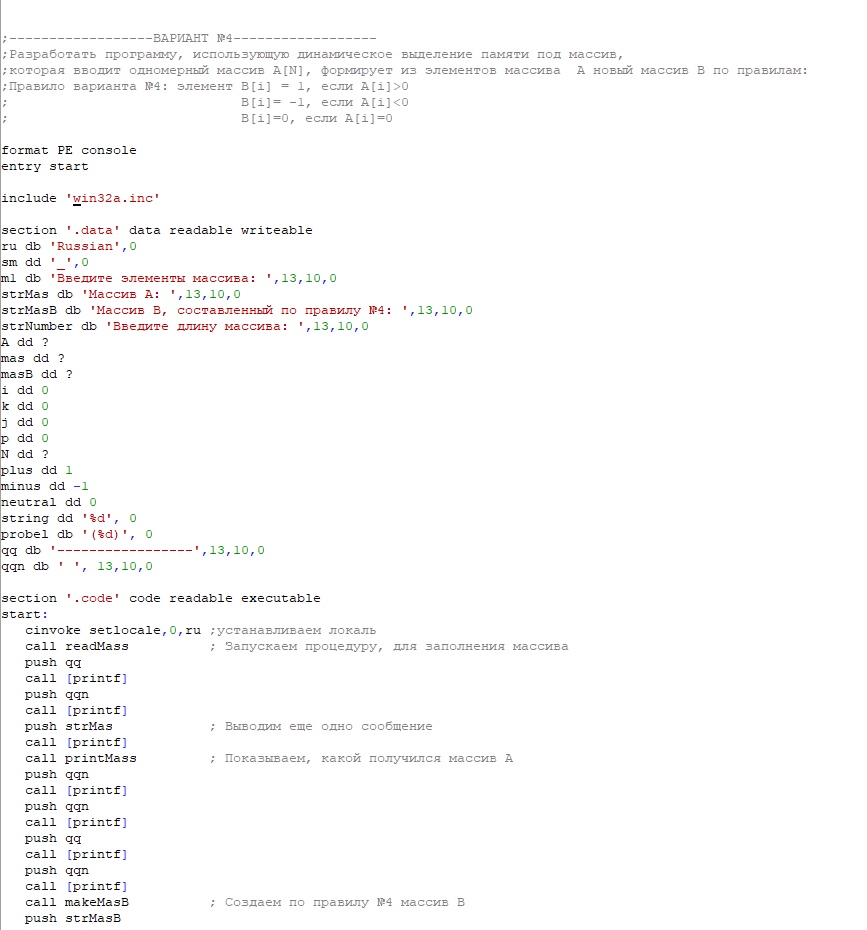 ;------------------ВАРИАНТ №4------------------
;Разработать программу, использующую динамическое выделение памяти под массив,
;которая вводит одномерный массив A[N], формирует из элементов массива  A новый массив B по правилам:
;Правило варианта №4: элемент B[i] = 1, если A[i]>0
;                             B[i]= -1, если A[i]<0
;                             B[i]=0, если A[i]=0
format PE console
entry start
include 'win32a.inc'
section '.data' data readable writeable
ru db 'Russian',0
sm dd '_',0
ml db 'Введите элементы массива: ',13,10,0
strMas db 'Массив A: ',13,10,0
strMasB db 'Массив B, составленный по правилу №4: ',13,10,0
strNumber db 'Введите длину массива: ',13,10,0
A dd ?
mas dd ?
masB dd ?
i dd 0
k dd 0
j dd 0
p dd 0
N dd ?
plus dd 1
minus dd -1
neutral dd 0
string dd '%d', 0
probel db '(%d)', 0
qq db '-----------------',13,10,0
qqn db ' ', 13,10,0
section '.code' code readable executable
start:
   cinvoke setlocale,0,ru ;устанавливаем локаль
   call readMass          ; Запускаем процедуру, для заполнения массива
   push qq
   call [printf]
   push qqn
   call [printf]
   push strMas            ; Выводим еще одно сообщение
   call [printf]
   call printMass         ; Показываем, какой получился массив A
   push qqn
   call [printf]
   push qqn
   call [printf]
   push qq
   call [printf]
   push qqn
   call [printf]
   call makeMasB          ; Создаем по правилу №4 массив B
   push strMasB